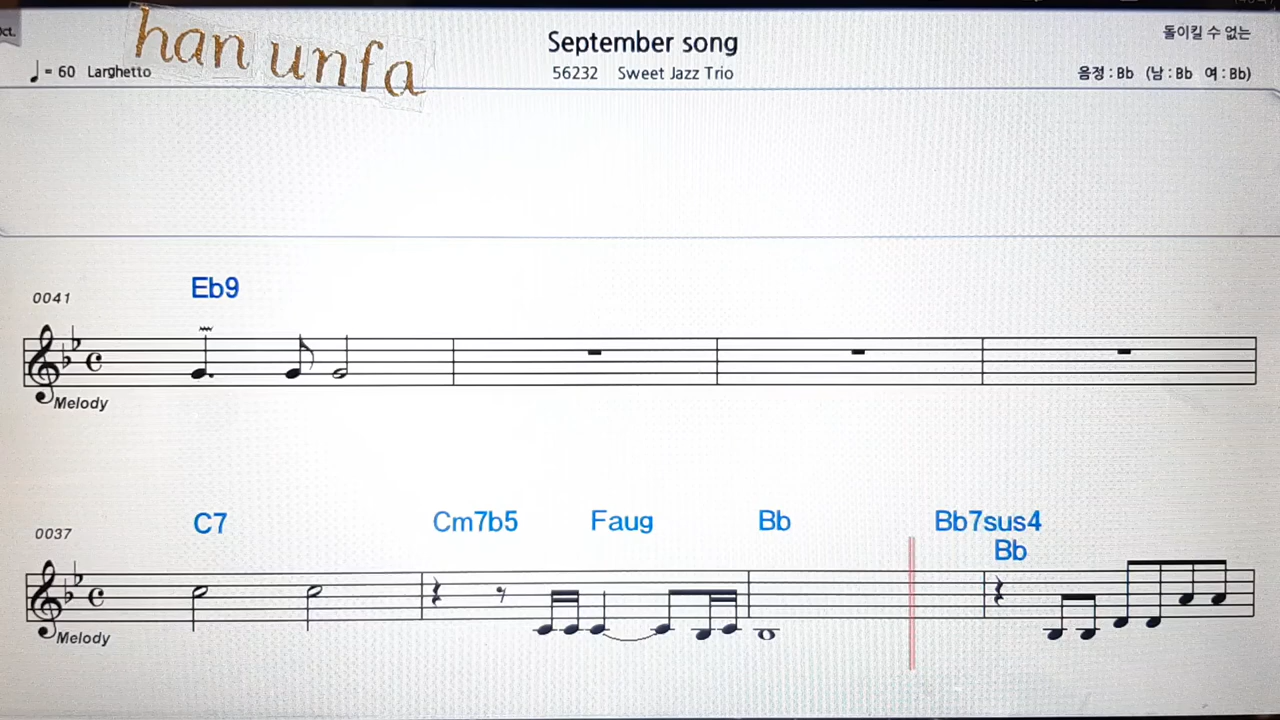 Oct.
han unfa
September song
돌이킬 수 없는
= 60 Larghetto
56232 Sweet Jazz Trio
음정 : Bb (남 : Bb 여 : Bb)
Eb9
0041
Melody
C7 Cm7b5 Faug Bb Bb7sus4
Bb
0037
Melody